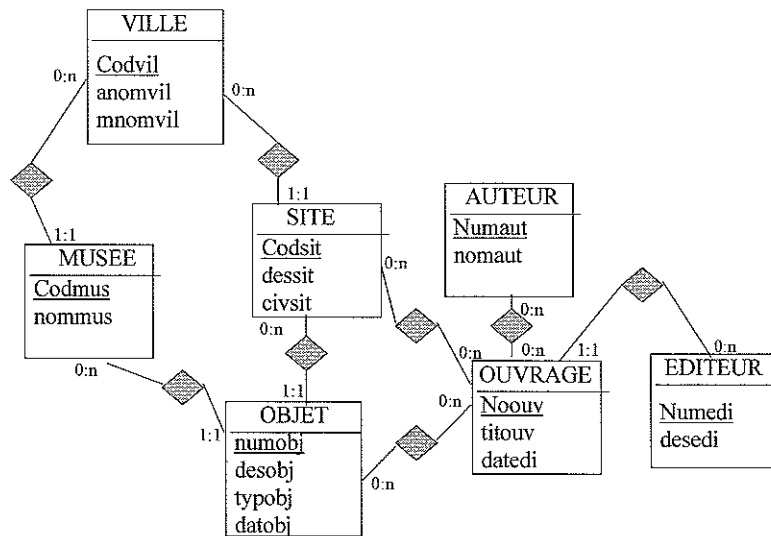 VILLE
Codvil
anomvil
mnomvil
0:n
0:n
1:1
1:1
MUSEE
Codmus
nommus
0:n
SITE
Codsit
dessit
civsit
0:n
0:n
AUTEUR
Numaut
nomaut
0:n
0:n
1:1
0:n
0:n
0:n
OUVRAGE
Noouv
titouv
datedi
EDITEUR
Numedi
desedi
1:1
1:1
OBJET
numobj
desobj
typobj
datobj
0:n